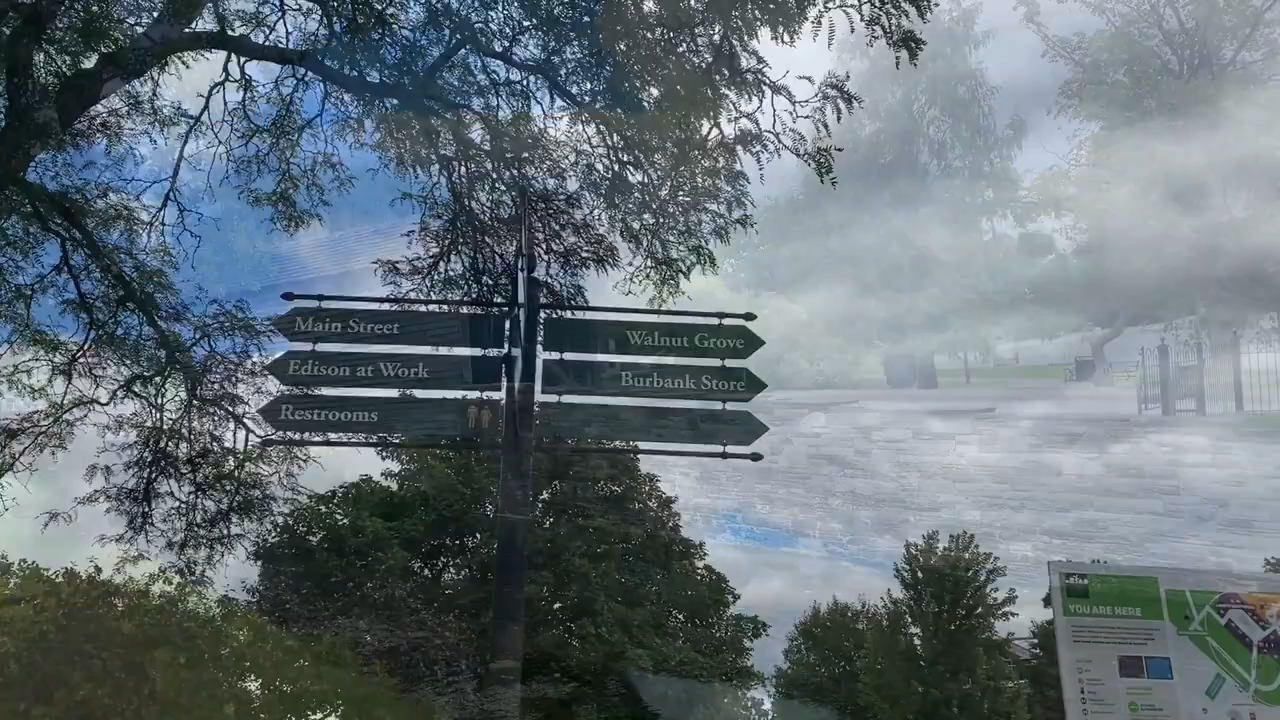 Main Street
Edison at Work
Restrooms
Walnut Grove
Burbank Store
YOU ARE HERE